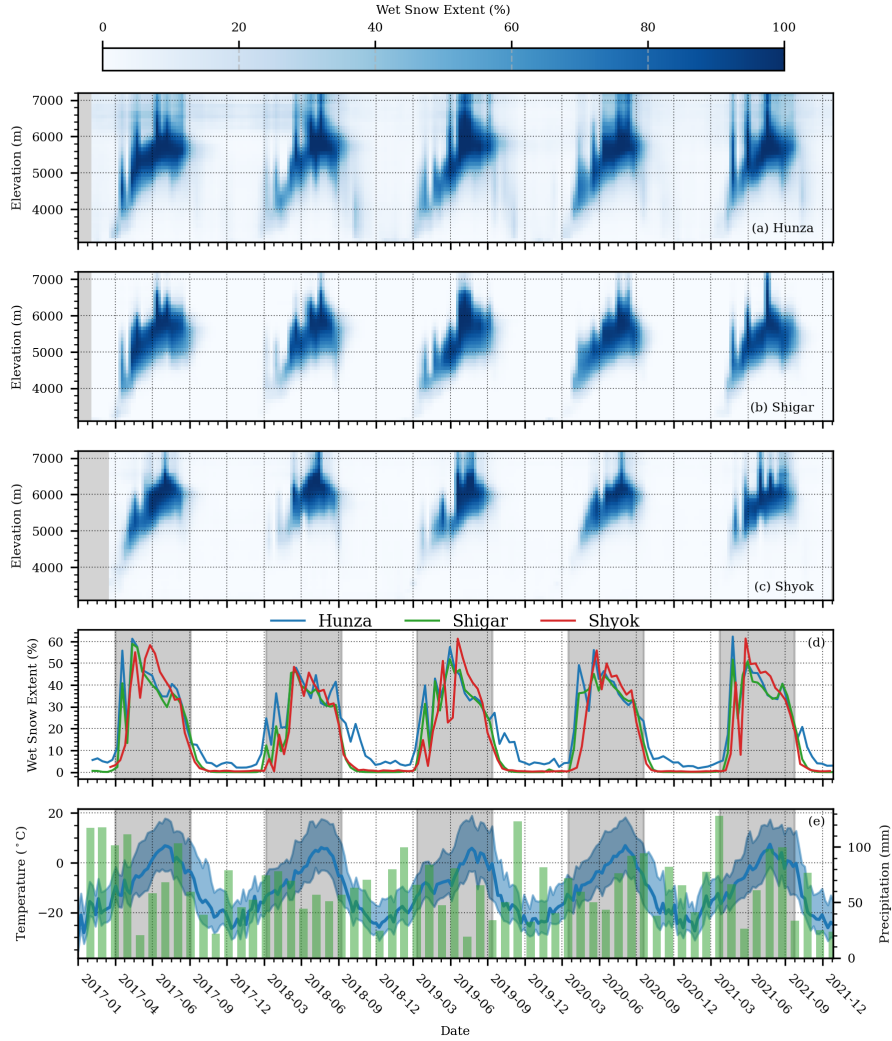 Wet Snow Extent (%)
0 20 40 60 80 100
7000
6000
5000
4000
Elevation (m)
(a) Hunza
7000
6000
5000
4000
Elevation (m)
(b) Shigar
7000
6000
5000
4000
Elevation (m)
(c) Shyok
Hunza Shigar Shyok
60
50
40
30
20
10
0
Wet Snow Extent (%)
(d)
20
0
−20
Temperature (°C)
(e)
100
50
0
Precipitation (mm)
2017-01 2017-04 2017-06 2017-09 2017-12 2018-03 2018-06 2018-09 2018-12 2019-03 2019-06 2019-09 2019-12 2020-03 2020-06 2020-09 2020-12 2021-03 2021-06 2021-09 2021-12
Date